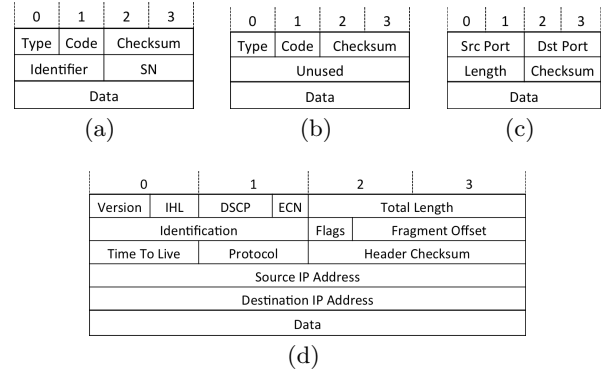 0 1 2 3
Type Code Checksum
Identifier SN
Data
(a)
0 1 2 3
Type Code Checksum
Unused
Data
(b)
0 1 2 3
Src Port Dst Port
Length Checksum
Data
(c)
0 1 2 3
Version IHL DSCP ECN Total Length
Identification Flags Fragment Offset
Time To Live Protocol Header Checksum
Source IP Address
Destination IP Address
Data
(d)